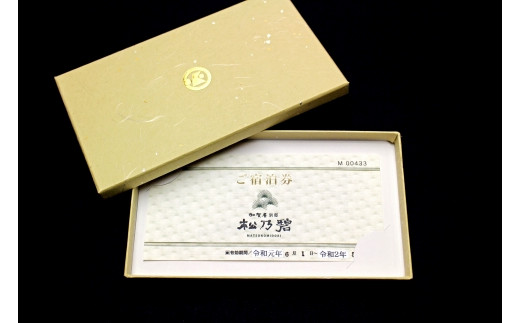 M 00433
ご宿泊券
加賀屋別邸
松乃碧
MATSUNOMIDORI
有効期間／令和元年 6月 1日～令和2年